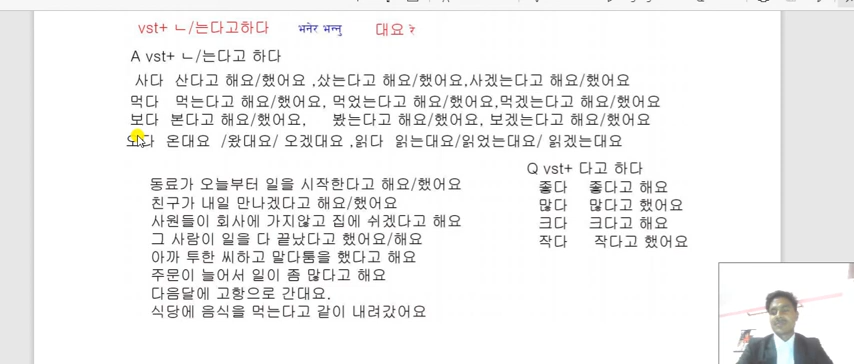 vst+ ㄴ/는다고하다 भनेर भन्नु 대요 रे
A vst+ ㄴ/는다고 하다
사다 산다고 해요/했어요 ,샀는다고 해요/했어요,사겠는다고 해요/했어요
먹다 먹는다고 해요/했어요, 먹었는다고 해요/했어요,먹겠는다고 해요/했어요
보다 본다고 해요/했어요, 봤는다고 해요/했어요, 보겠는다고 해요/했어요
오다 온대요 /왔대요/ 오겠대요 ,읽다 읽는대요/읽었는대요/ 읽겠는대요
동료가 오늘부터 일을 시작한다고 해요/했어요
친구가 내일 만나겠다고 해요/했어요
사원들이 회사에 가지않고 집에 쉬겠다고 해요
그 사람이 일을 다 끝났다고 했어요/해요
아까 투한 씨하고 말다툼을 했다고 해요
주문이 늘어서 일이 좀 많다고 해요
다음달에 고향으로 간대요.
식당에 음식을 먹는다고 같이 내려갔어요
Q vst+ 다고 하다
좋다 좋다고 해요
많다 많다고 했어요
크다 크다고 해요
작다 작다고 했어요